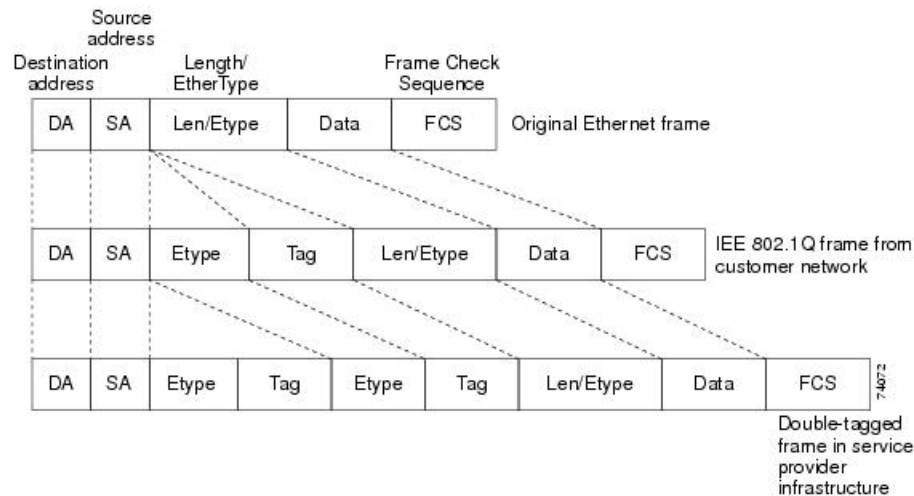 Source
address
Destination
address
Length/
EtherType
Frame Check
Sequence
DA SA Len/Etype Data FCS Original Ethernet frame
DA SA Etype Tag Len/Etype Data FCS
IEE 802.1Q frame from
customer network
DA SA Etype Tag Etype Tag Len/Etype Data FCS
74072
Double-tagged
frame in service
provider
infrastructure